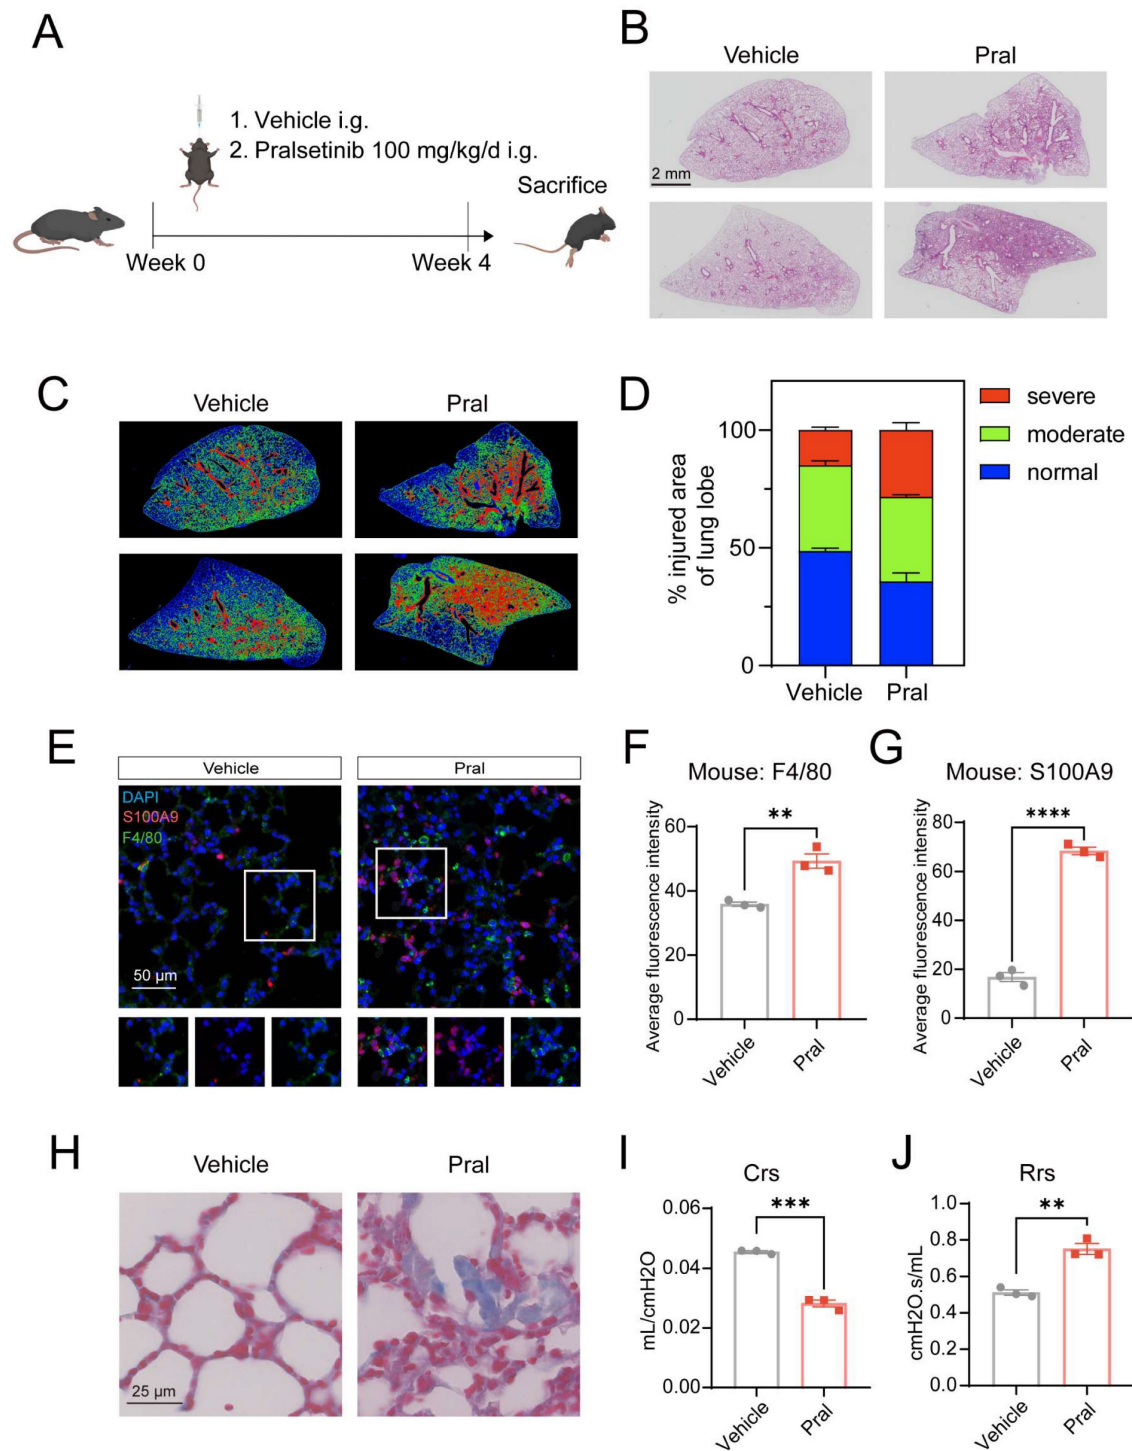 A
1. Vehicle i.g.
2. Pralsetinib 100 mg/kg/d i.g.
Sacrifice
Week 0
Week 4
B
Vehicle
Pral
2 mm
C
Vehicle
Pral
D
% injured area
of lung lobe
100
50
0
Vehicle
Pral
severe
moderate
normal
E
Vehicle
Pral
DAPI
S100A9
F4/80
50 μm
F
Mouse: F4/80
**
Average fluorescence intensity
60
40
20
0
Vehicle
Pral
G
Mouse: S100A9
****
Average fluorescence intensity
80
60
40
20
0
Vehicle
Pral
H
Vehicle
Pral
25 μm
I
Crs
***
mL/cmH2O
0.06
0.04
0.02
0.00
Vehicle
Pral
J
Rrs
**
cmH2O.s/mL
1.0
0.8
0.6
0.4
0.2
0.0
Vehicle
Pral